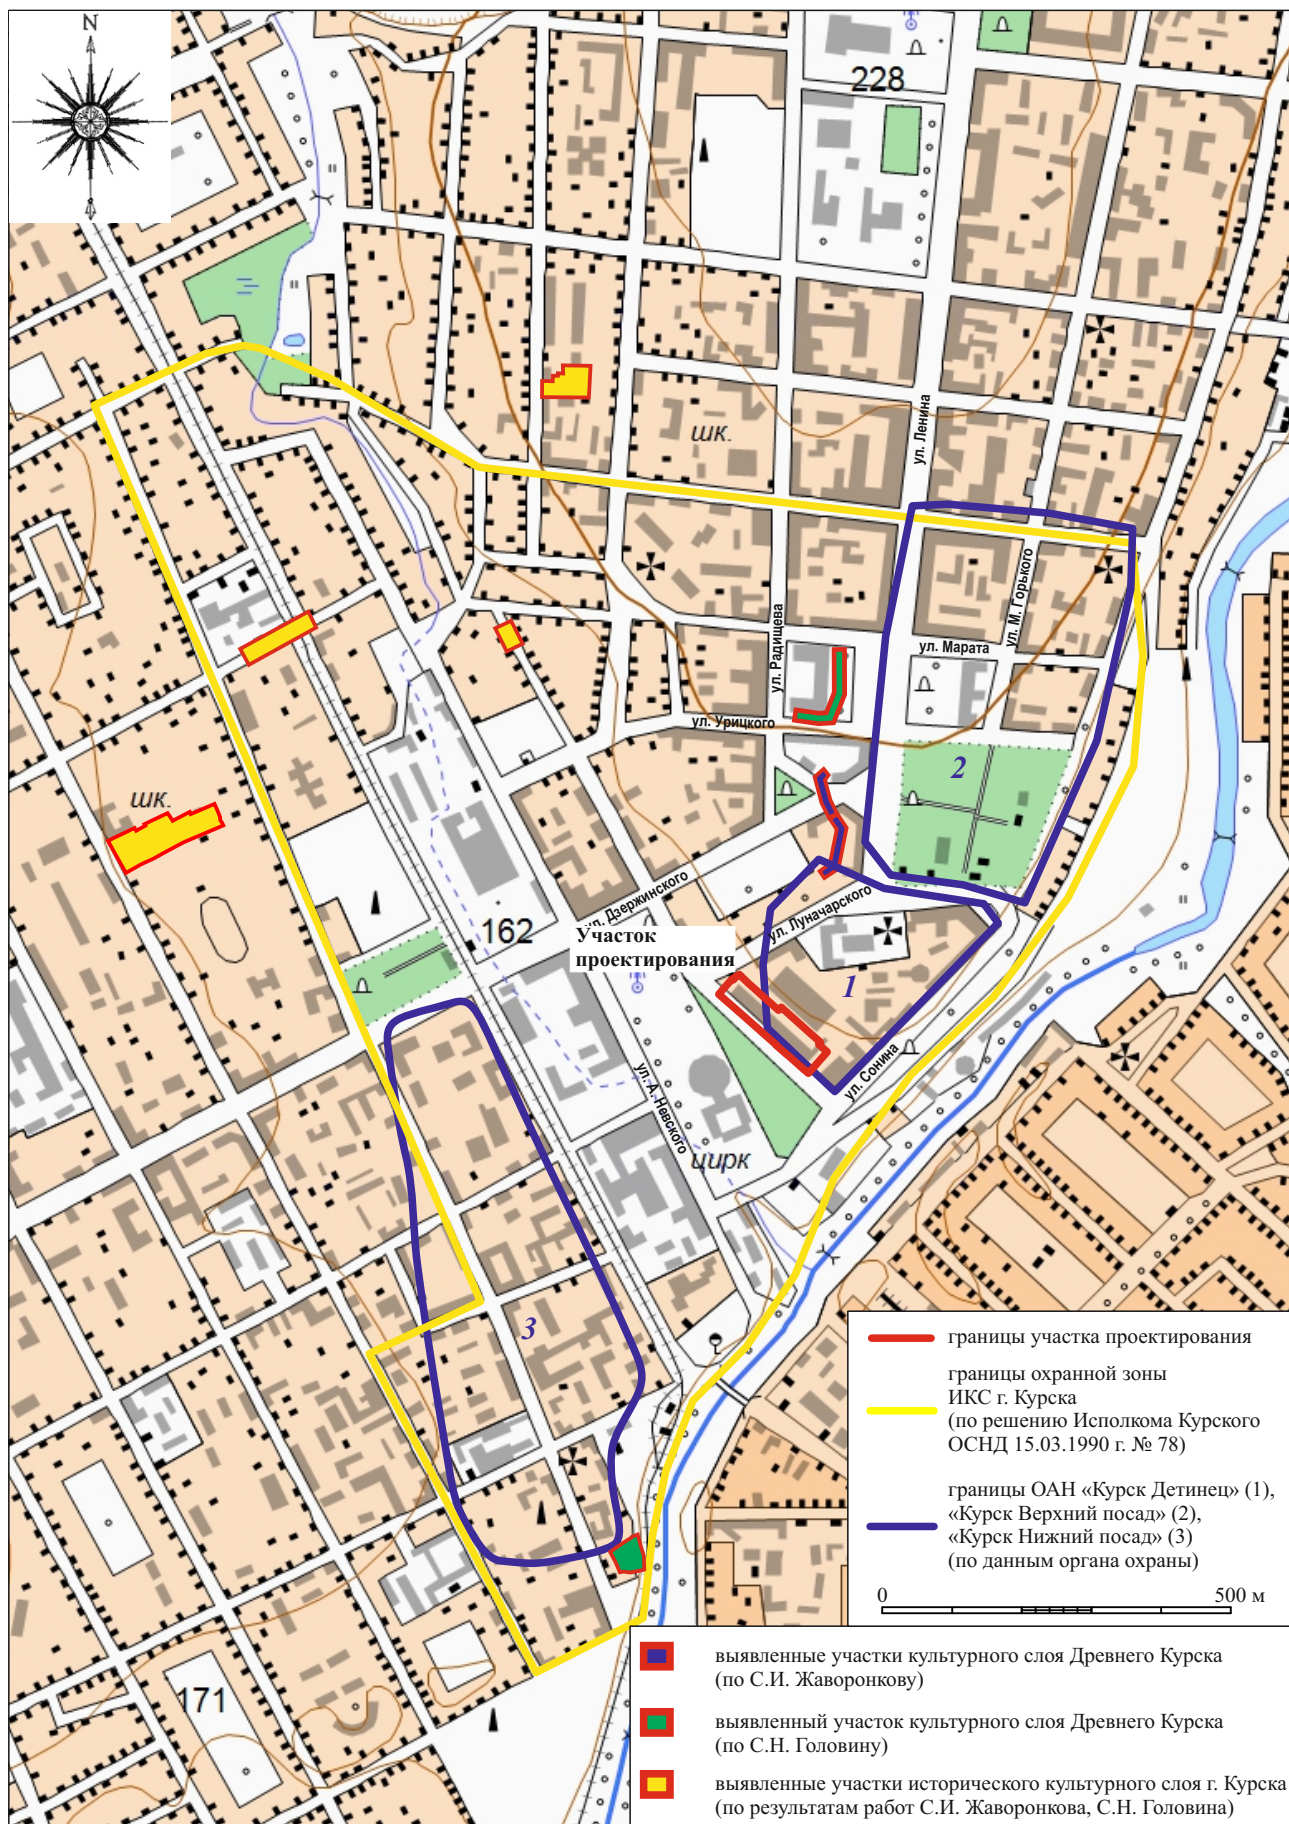 N
228
шк.
ул. Ленина
ул. М. Горького
ул. Радищева
ул. Марата
ул. Урицкого
2
шк.
ул. Дзержинского
162
ул. Луначарского
Участок
проектирования
1
ул. Сонина
ул. А. Невского
цирк
3
171
границы участка проектирования
границы охранной зоны
ИКС г. Курска
(по решению Исполкома Курского
ОСНД 15.03.1990 г. № 78)
границы ОАН «Курск Детинец» (1),
«Курск Верхний посад» (2),
«Курск Нижний посад» (3)
(по данным органа охраны)
0 500 м
выявленные участки культурного слоя Древнего Курска
(по С.И. Жаворонкову)
выявленный участок культурного слоя Древнего Курска
(по С.Н. Головину)
выявленные участки исторического культурного слоя г. Курска
(по результатам работ С.И. Жаворонкова, С.Н. Головина)